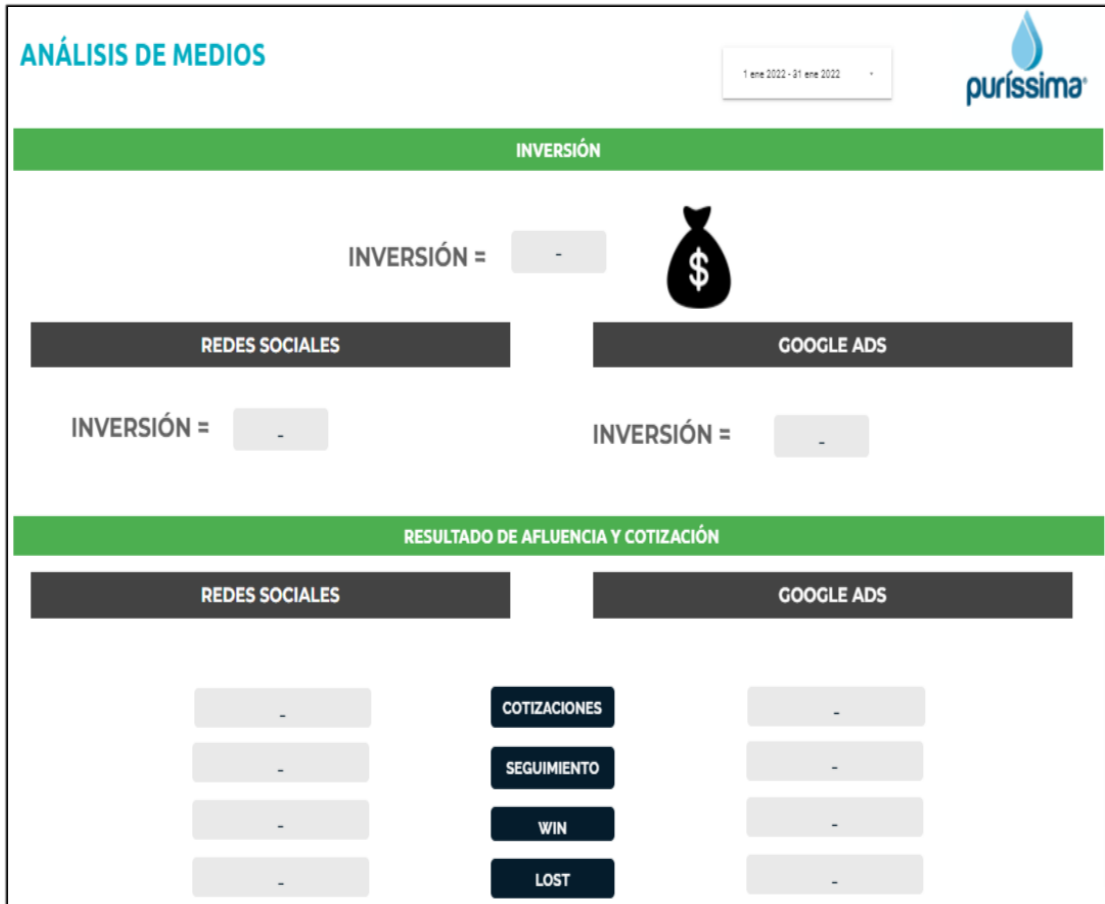 ANÁLISIS DE MEDIOS
1 ene 2022 - 31 ene 2022
puríssima®
INVERSIÓN
INVERSIÓN = -
$
REDES SOCIALES
GOOGLE ADS
INVERSIÓN = -
INVERSIÓN = -
RESULTADO DE AFLUENCIA Y COTIZACIÓN
REDES SOCIALES
GOOGLE ADS
- COTIZACIONES -
- SEGUIMIENTO -
- WIN -
- LOST -